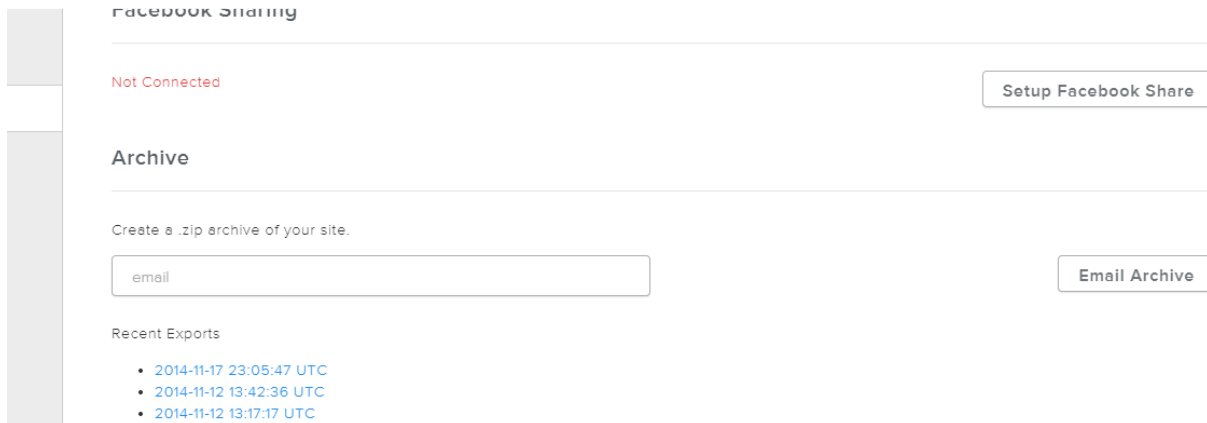 Facebook Sharing
Not Connected
Setup Facebook Share
Archive
Create a .zip archive of your site.
email
Email Archive
Recent Exports
2014-11-17 23:05:47 UTC
2014-11-12 13:42:36 UTC
2014-11-12 13:17:17 UTC